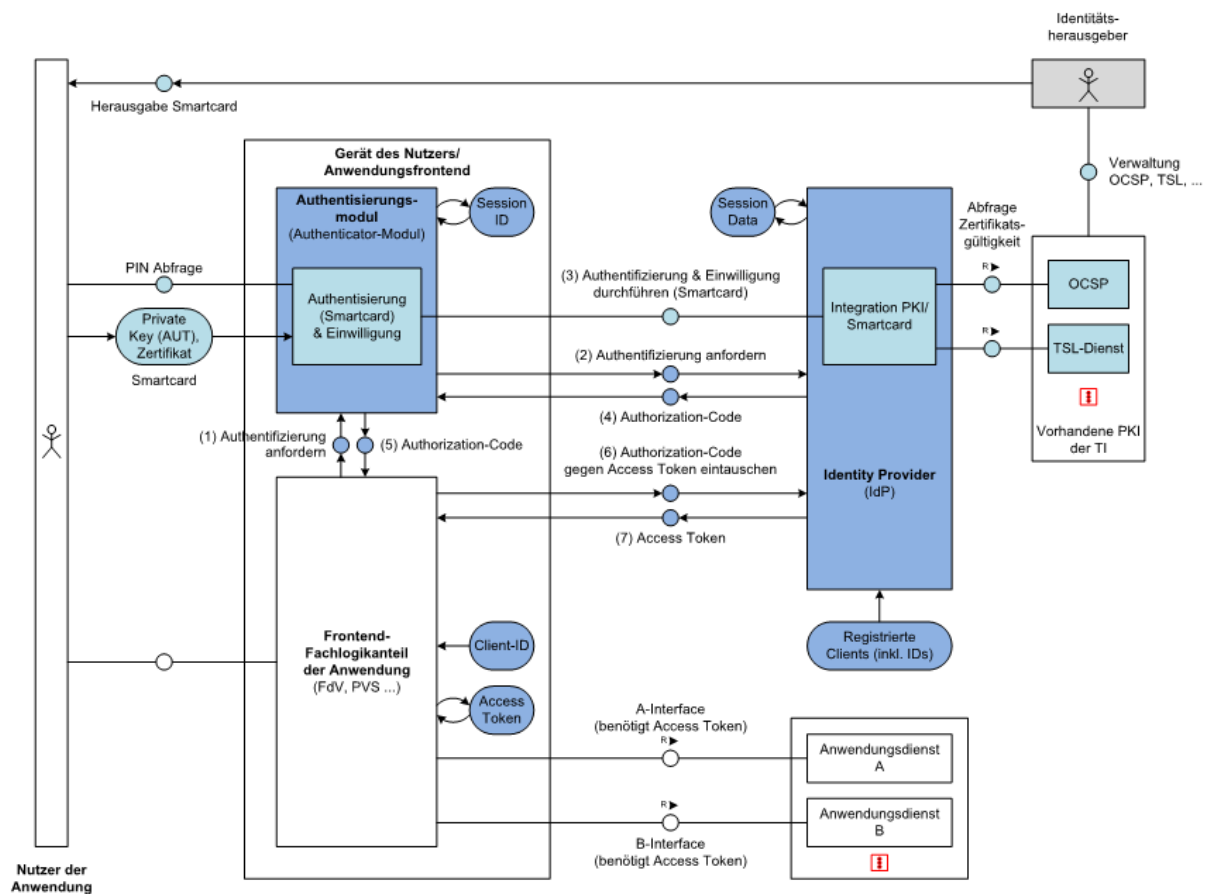 Identitäts-
herausgeber
Herausgabe Smartcard
Gerät des Nutzers/
Anwendungsfrontend
Verwaltung
OCSP, TSL, ...
Authentisierungs-
modul
(Authenticator-Modul)
Session
ID
Session
Data
Abfrage
Zertifikats-
gültigkeit
PIN Abfrage
(3) Authentifizierung & Einwilligung
durchführen (Smartcard)
R
OCSP
Authentisierung
(Smartcard)
& Einwilligung
Integration PKI/
Smartcard
Private
Key (AUT),
Zertifikat
Smartcard
R
TSL-Dienst
(2) Authentifizierung anfordern
(4) Authorization-Code
Vorhandene PKI
der TI
(1) Authentifizierung
anfordern
(5) Authorization-Code
(6) Authorization-Code
gegen Access Token eintauschen
Identity Provider
(IdP)
(7) Access Token
Frontend-
Fachlogikanteil
der Anwendung
(FdV, PVS ...)
Client-ID
Registrierte
Clients (inkl. IDs)
Access
Token
A-Interface
(benötigt Access Token)
R
Anwendungsdienst
A
R
Anwendungsdienst
B
B-Interface
(benötigt Access Token)
Nutzer der
Anwendung